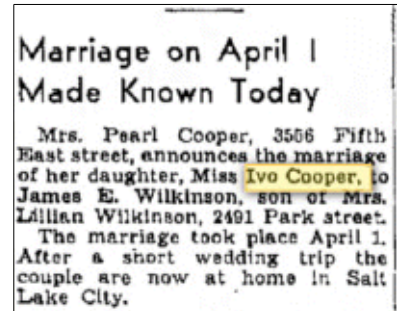 Marriage on April 1
Made Known Today
Mrs. Pearl Cooper, 3566 Fifth
East street, announces the marriage
of her daughter, Miss Ivo Cooper, to
James E. Wilkinson, son of Mrs.
Lillian Wilkinson, 2491 Park street.
The marriage took place April 1.
After a short wedding trip the
couple are now at home in Salt
Lake City.